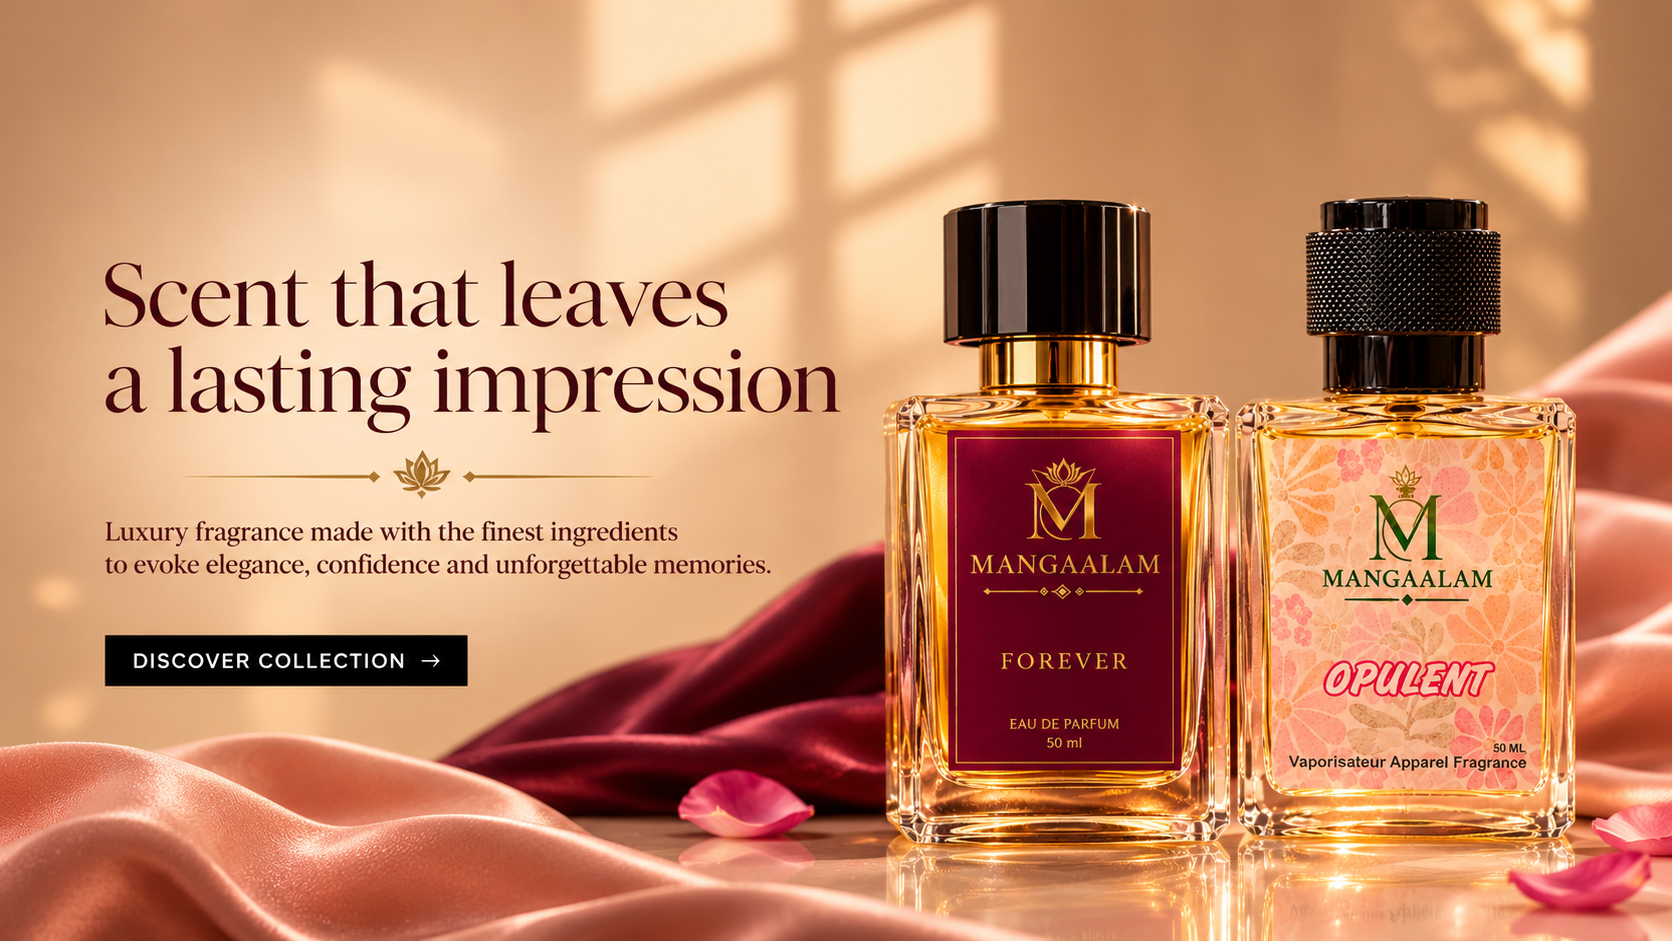 Scent that leaves
a lasting impression
Luxury fragrance made with the finest ingredients
to evoke elegance, confidence and unforgettable memories.
DISCOVER COLLECTION →
M
MANGAALAM
FOREVER
EAU DE PARFUM
50 ml
M
MANGAALAM
OPULENT
50 ML
Vaporisateur Apparel Fragrance